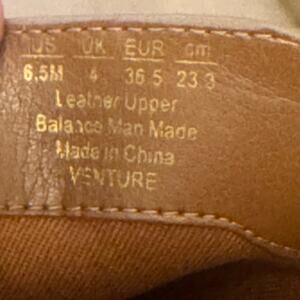 US UK EUR cm
6.5M 4 36.5 23.3
Leather Upper
Balance Man Made
Made in China
VENTURE